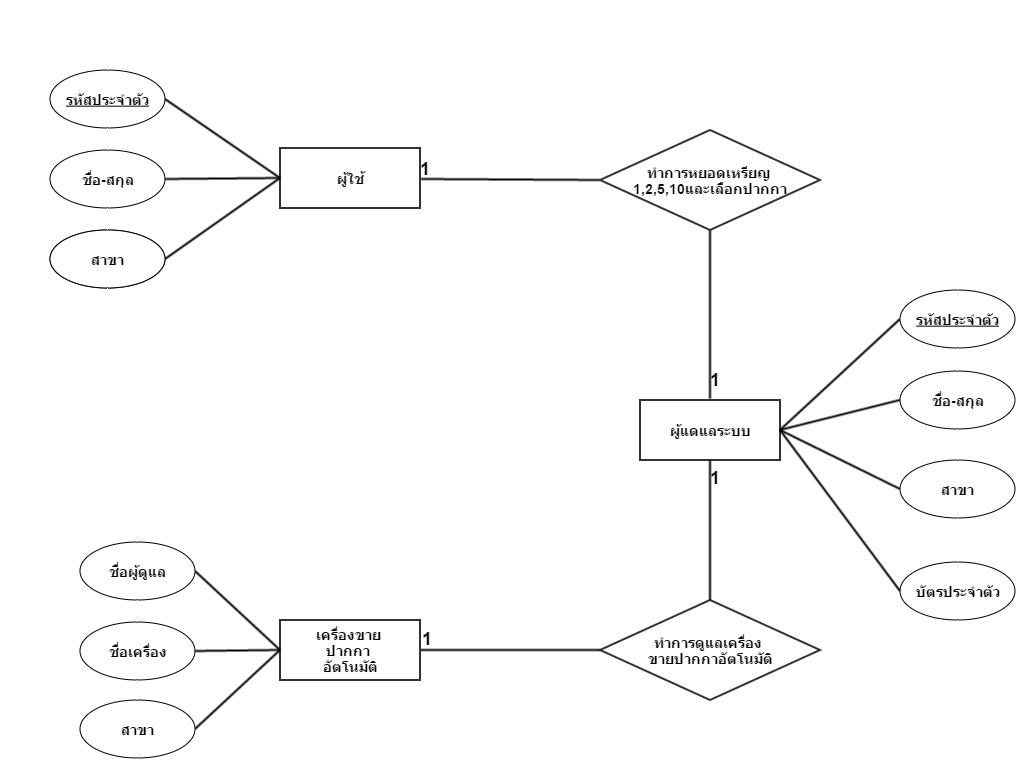 รหัสประจำตัว
ชื่อ-สกุล
สาขา
ผู้ใช้
1
ทำการหยอดเหรียญ
1,2,5,10และเลือกปากกา
1
ผู้แดแลระบบ
1
รหัสประจำตัว
ชื่อ-สกุล
สาขา
บัตรประจำตัว
ชื่อผู้ดูแล
ชื่อเครื่อง
สาขา
เครื่องขาย
ปากกา
อัตโนมัติ
1
ทำการดูแลเครื่อง
ขายปากกาอัตโนมัติ